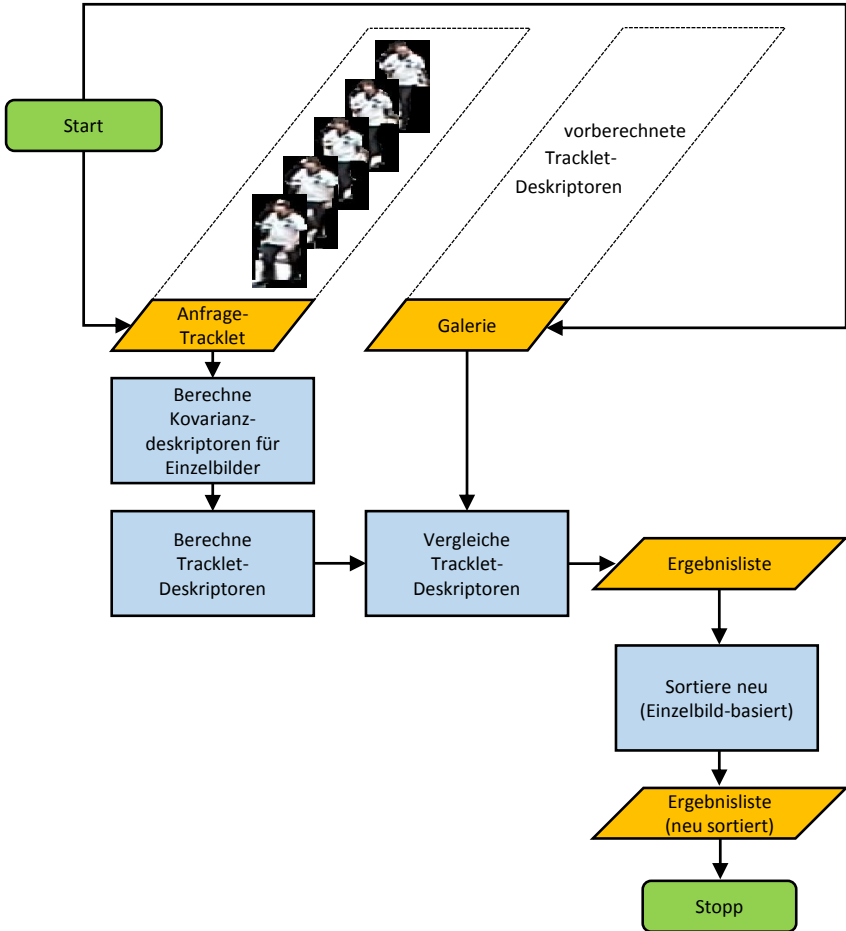 Start
vorberechnete
Tracklet-
Deskriptoren
Anfrage-
Tracklet
Galerie
Berechne
Kovarianz-
deskriptoren für
Einzelbilder
Berechne
Tracklet-
Deskriptoren
Vergleiche
Tracklet-
Deskriptoren
Ergebnisliste
Sortiere neu
(Einzelbild-basiert)
Ergebnisliste
(neu sortiert)
Stopp